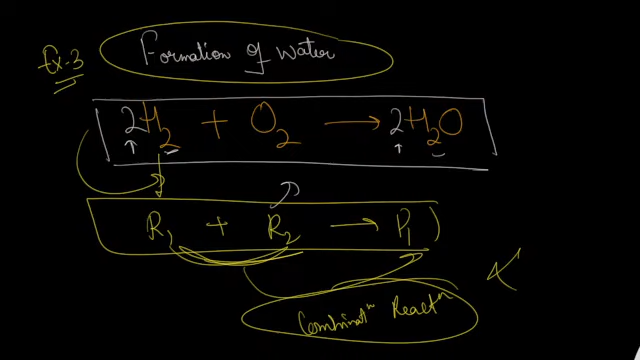 Ex-3
Formation of Water
2H₂ + O₂ → 2H₂O
R₁ + R₂ → P₁
Combinatⁿ Reactⁿ